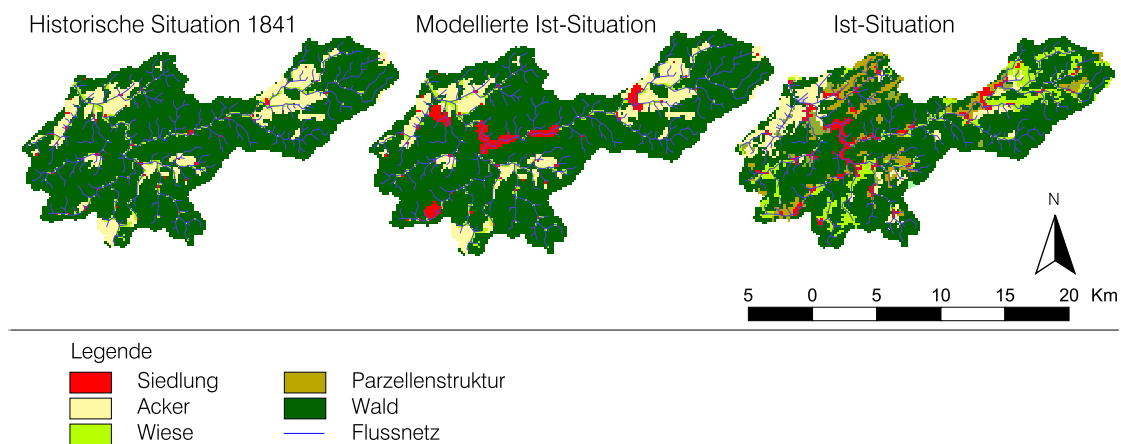 Historische Situation 1841
Modellierte Ist-Situation
Ist-Situation
N
5 0 5 10 15 20 Km
Legende
Siedlung
Parzellenstruktur
Acker
Wald
Wiese
Flussnetz